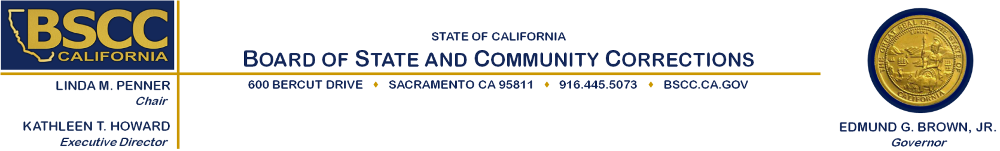 BSCC
CALIFORNIA
STATE OF CALIFORNIA
BOARD OF STATE AND COMMUNITY CORRECTIONS
600 BERCUT DRIVE ♦ SACRAMENTO CA 95811 ♦ 916.445.5073 ♦ BSCC.CA.GOV
LINDA M. PENNER
Chair
KATHLEEN T. HOWARD
Executive Director
THE GREAT SEAL OF THE STATE OF CALIFORNIA
EUREKA
EDMUND G. BROWN, JR.
Governor